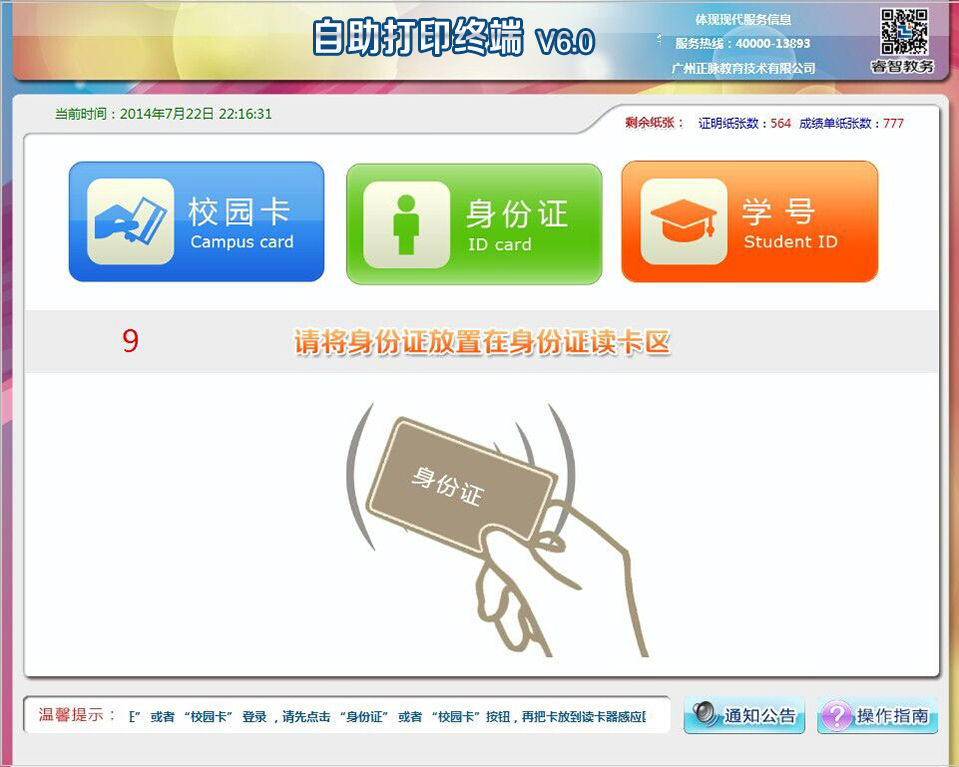 自助打印终端 V6.0
体现现代服务信息
服务热线：40000-13893
广州正脉教育技术有限公司
睿智教务
当前时间：2014年7月22日 22:16:31
剩余纸张： 证明纸张数：564 成绩单纸张数：777
校园卡
Campus card
身份证
ID card
学号
Student ID
9 请将身份证放置在身份证读卡区
身份证
温馨提示： 证” 或者 “校园卡” 登录 ，请先点击 “身份证” 或者 “校园卡” 按钮，再把卡放到读卡器感应
通知公告
操作指南